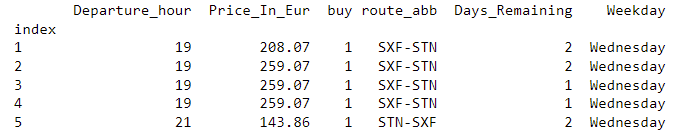 Departure_hour Price_In_Eur buy route_abb Days_Remaining Weekday
index
1 19 208.07 1 SXF-STN 2 Wednesday
2 19 259.07 1 SXF-STN 2 Wednesday
3 19 259.07 1 SXF-STN 1 Wednesday
4 19 259.07 1 SXF-STN 1 Wednesday
5 21 143.86 1 STN-SXF 2 Wednesday